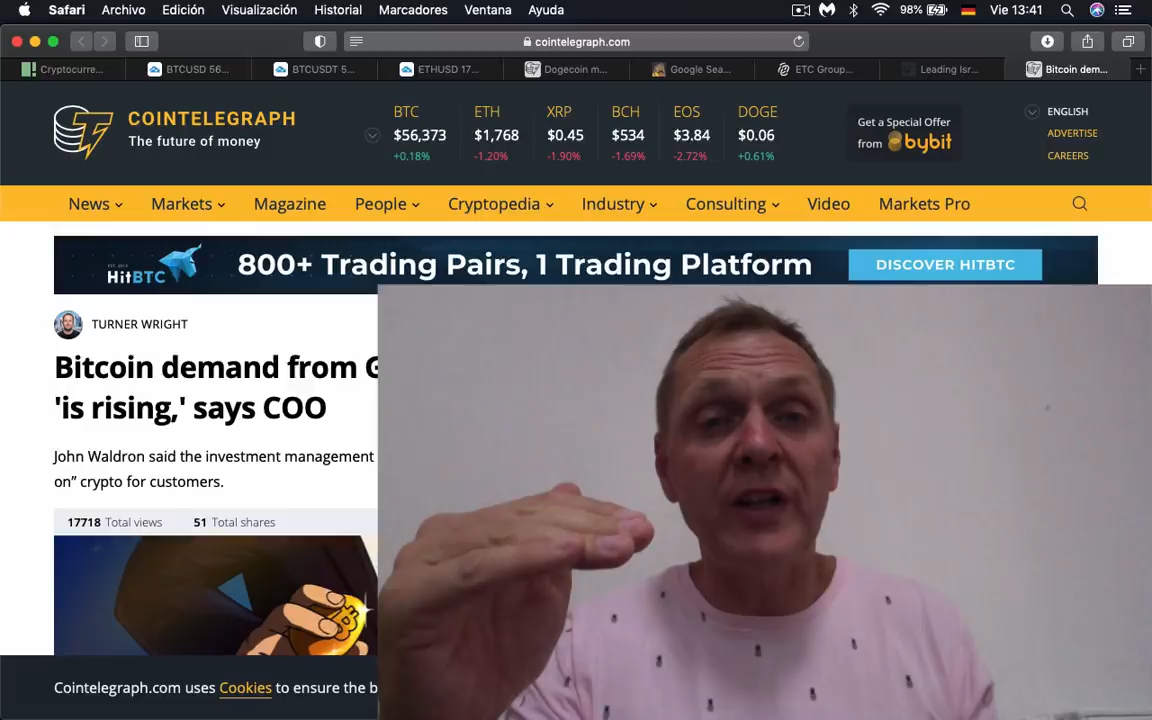 Safari Archivo Edición Visualización Historial Marcadores Ventana Ayuda 98% Vie 13:41
cointelegraph.com
Cryptocurre... BTCUSD 56... BTCUSDT 5... ETHUSD 17... Dogecoin m... Google Sea... ETC Group... Leading Isr... Bitcoin dem...
COINTELEGRAPH
The future of money
BTC ETH XRP BCH EOS DOGE
$56,373 $1,768 $0.45 $534 $3.84 $0.06
+0.18% -1.20% -1.90% -1.69% -2.72% +0.61%
Get a Special Offer
from bybit
ENGLISH
ADVERTISE
CAREERS
News Markets Magazine People Cryptopedia Industry Consulting Video Markets Pro
HitBTC 800+ Trading Pairs, 1 Trading Platform DISCOVER HITBTC
TURNER WRIGHT
Bitcoin demand from G
'is rising,' says COO
John Waldron said the investment management
on” crypto for customers.
17718 Total views 51 Total shares
Cointelegraph.com uses Cookies to ensure the b